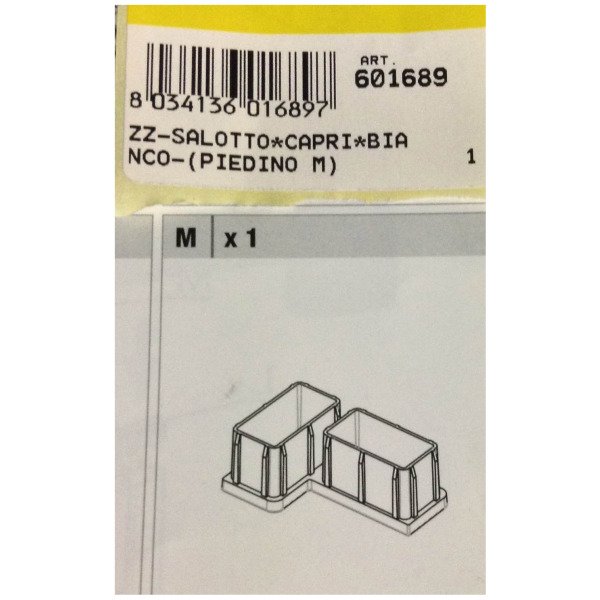 ART.
601689
8 034136 016897
ZZ-SALOTTO*CAPRI*BIA
NCO-(PIEDINO M) 1
M x 1